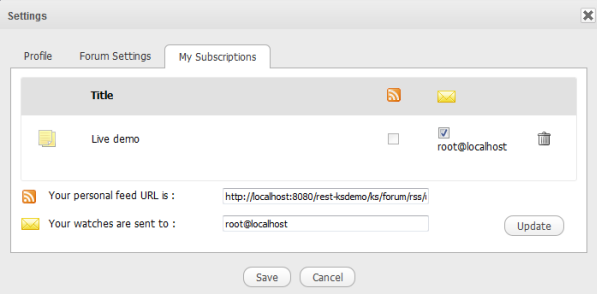 Settings
Profile Forum Settings My Subscriptions
Title
Live demo
root@localhost
Your personal feed URL is : http://localhost:8080/rest-ksdemo/ks/forum/rss/
Your watches are sent to : root@localhost
Update
Save Cancel